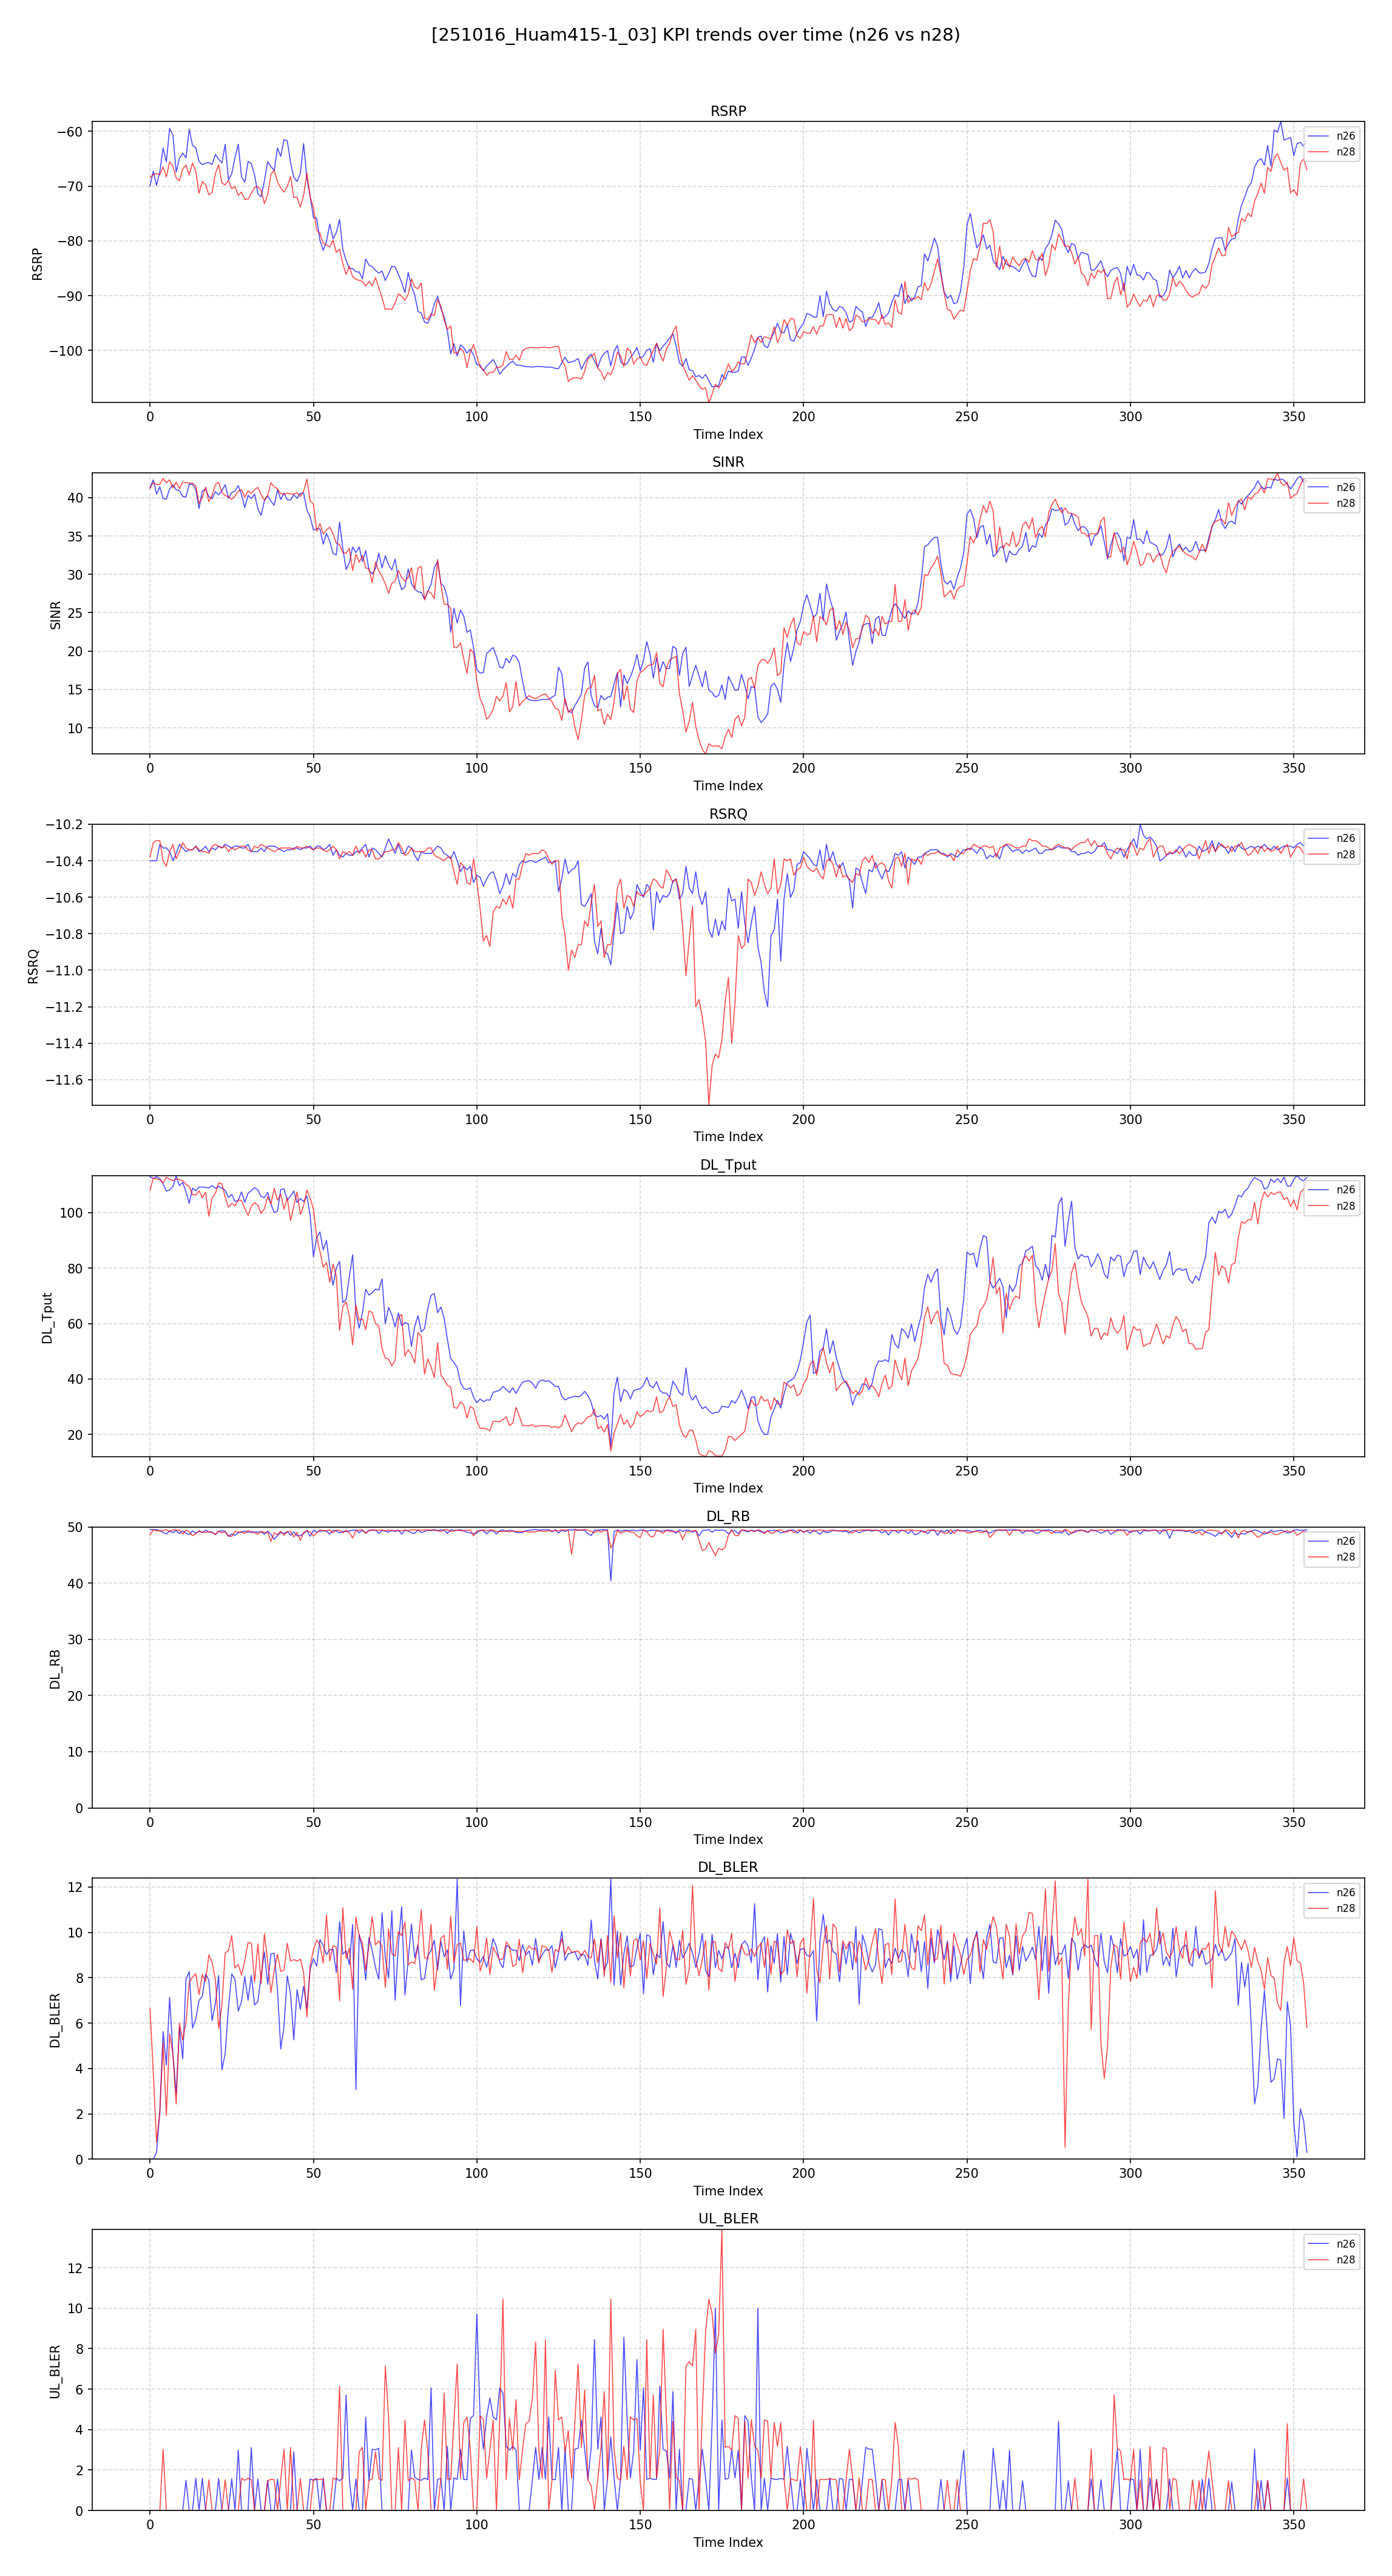 [251016_Huam415-1_03] KPI trends over time (n26 vs n28)
RSRP
−60
−70
−80
−90
−100
RSRP
n26
n28
0 50 100 150 200 250 300 350
Time Index
SINR
40
35
30
25
20
15
10
SINR
n26
n28
0 50 100 150 200 250 300 350
Time Index
RSRQ
−10.2
−10.4
−10.6
−10.8
−11.0
−11.2
−11.4
−11.6
RSRQ
n26
n28
0 50 100 150 200 250 300 350
Time Index
DL_Tput
100
80
60
40
20
DL_Tput
n26
n28
0 50 100 150 200 250 300 350
Time Index
DL_RB
50
40
30
20
10
0
DL_RB
n26
n28
0 50 100 150 200 250 300 350
Time Index
DL_BLER
12
10
8
6
4
2
0
DL_BLER
n26
n28
0 50 100 150 200 250 300 350
Time Index
UL_BLER
12
10
8
6
4
2
0
UL_BLER
n26
n28
0 50 100 150 200 250 300 350
Time Index